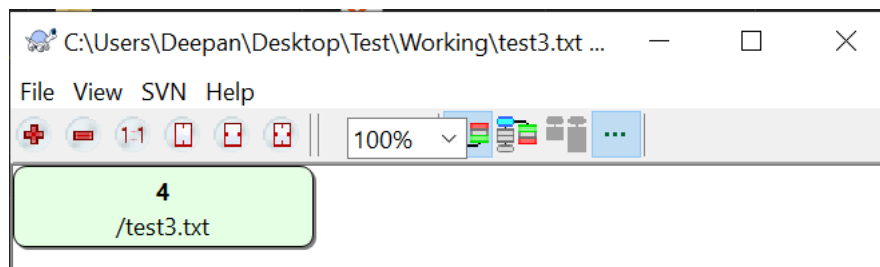 C:\Users\Deepan\Desktop\Test\Working\test3.txt ...
File View SVN Help
1:1 100% ...
4
/test3.txt